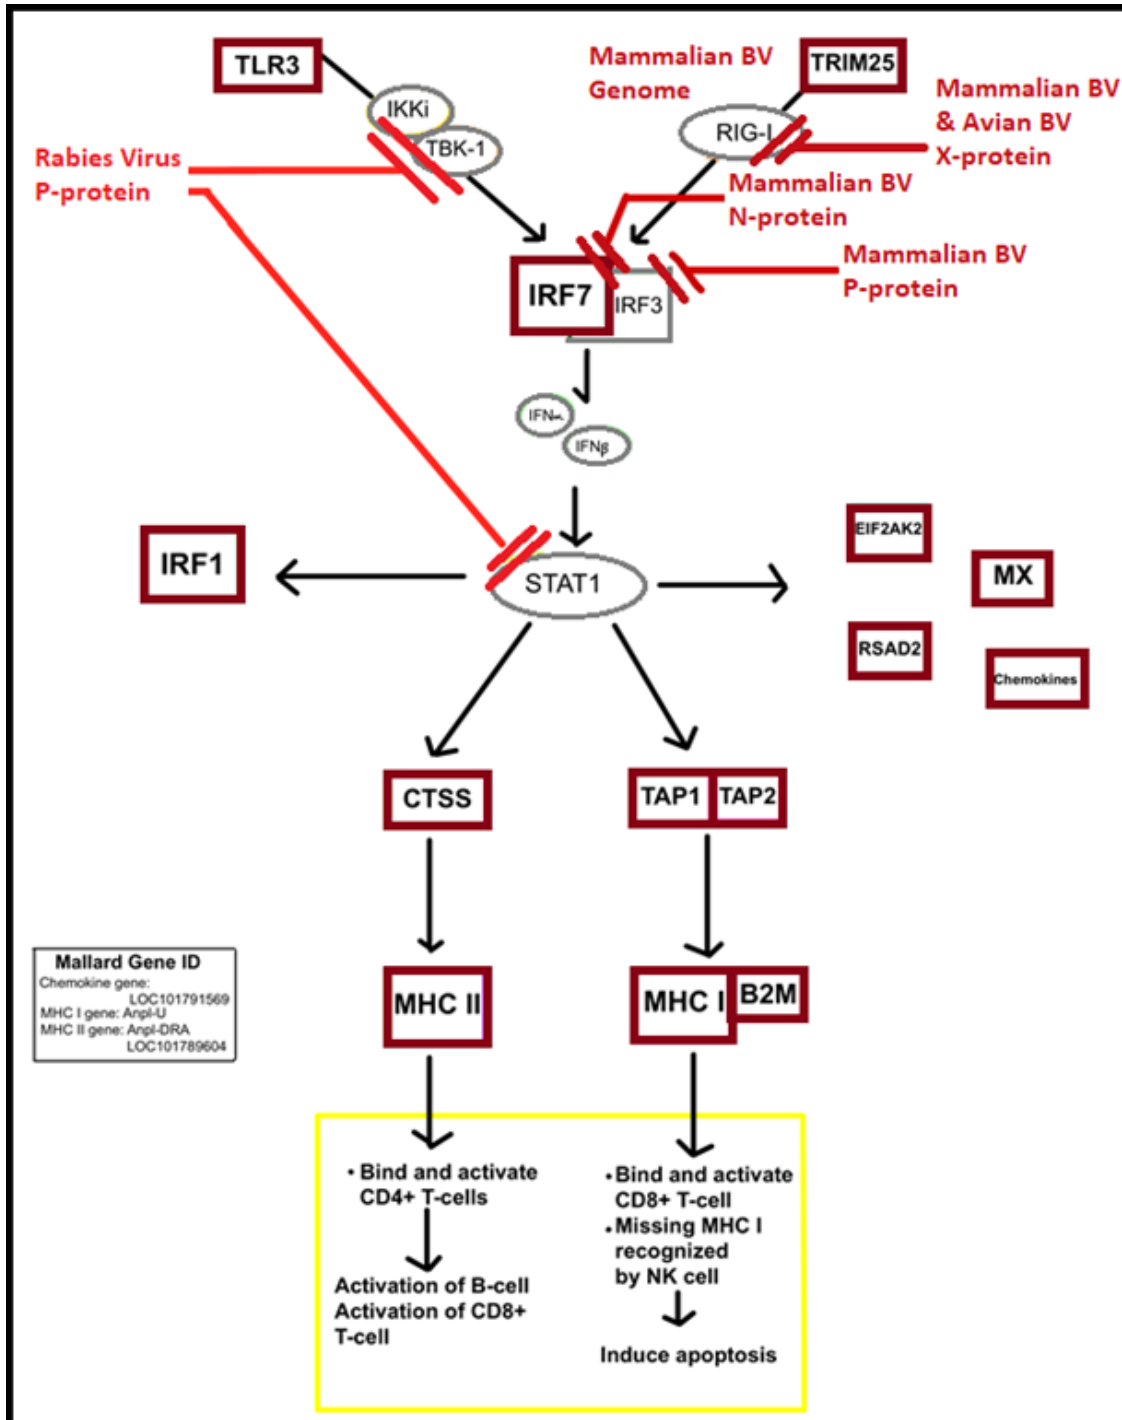 TLR3
Mammalian BV
Genome
TRIM25
IKKi
TBK-1
RIG-I
Mammalian BV
& Avian BV
X-protein
Rabies Virus
P-protein
Mammalian BV
N-protein
Mammalian BV
P-protein
IRF7
IRF3
IFNα
IFNβ
IRF1
STAT1
EIF2AK2
MX
RSAD2
Chemokines
CTSS
TAP1
TAP2
Mallard Gene ID
Chemokine gene:
LOC101791569
MHC I gene: Anpl-U
MHC II gene: Anpl-DRA
LOC101789604
MHC II
MHC I
B2M
• Bind and activate
CD4+ T-cells
Activation of B-cell
Activation of CD8+
T-cell
• Bind and activate
CD8+ T-cell
• Missing MHC I
recognized
by NK cell
Induce apoptosis